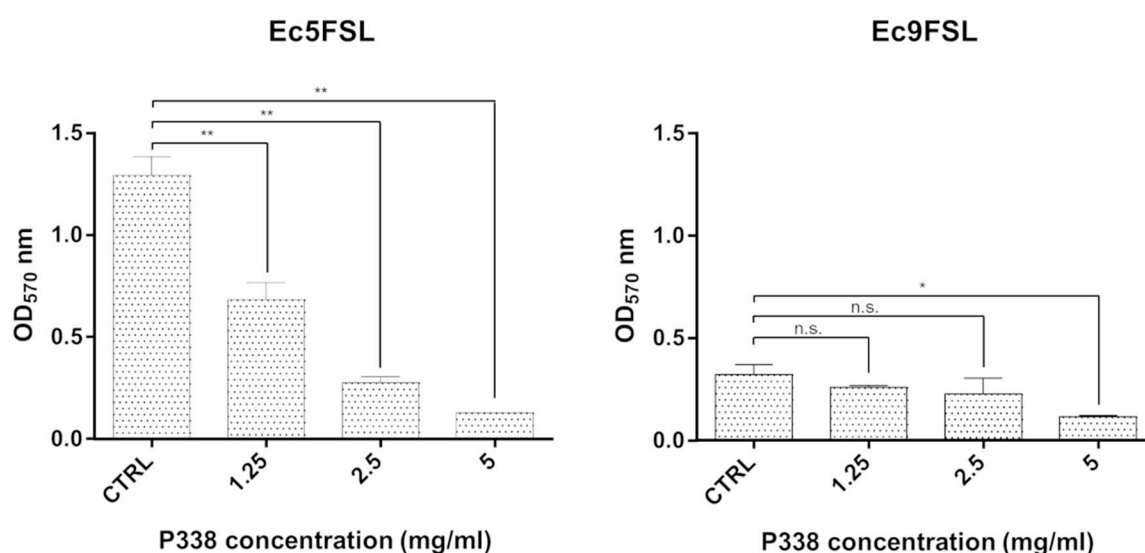 Ec5FSL
**
**
**
1.5
1.0
0.5
0.0
OD570 nm
CTRL
1.25
2.5
5
P338 concentration (mg/ml)
Ec9FSL
1.5
1.0
0.5
0.0
OD570 nm
*
n.s.
n.s.
CTRL
1.25
2.5
5
P338 concentration (mg/ml)